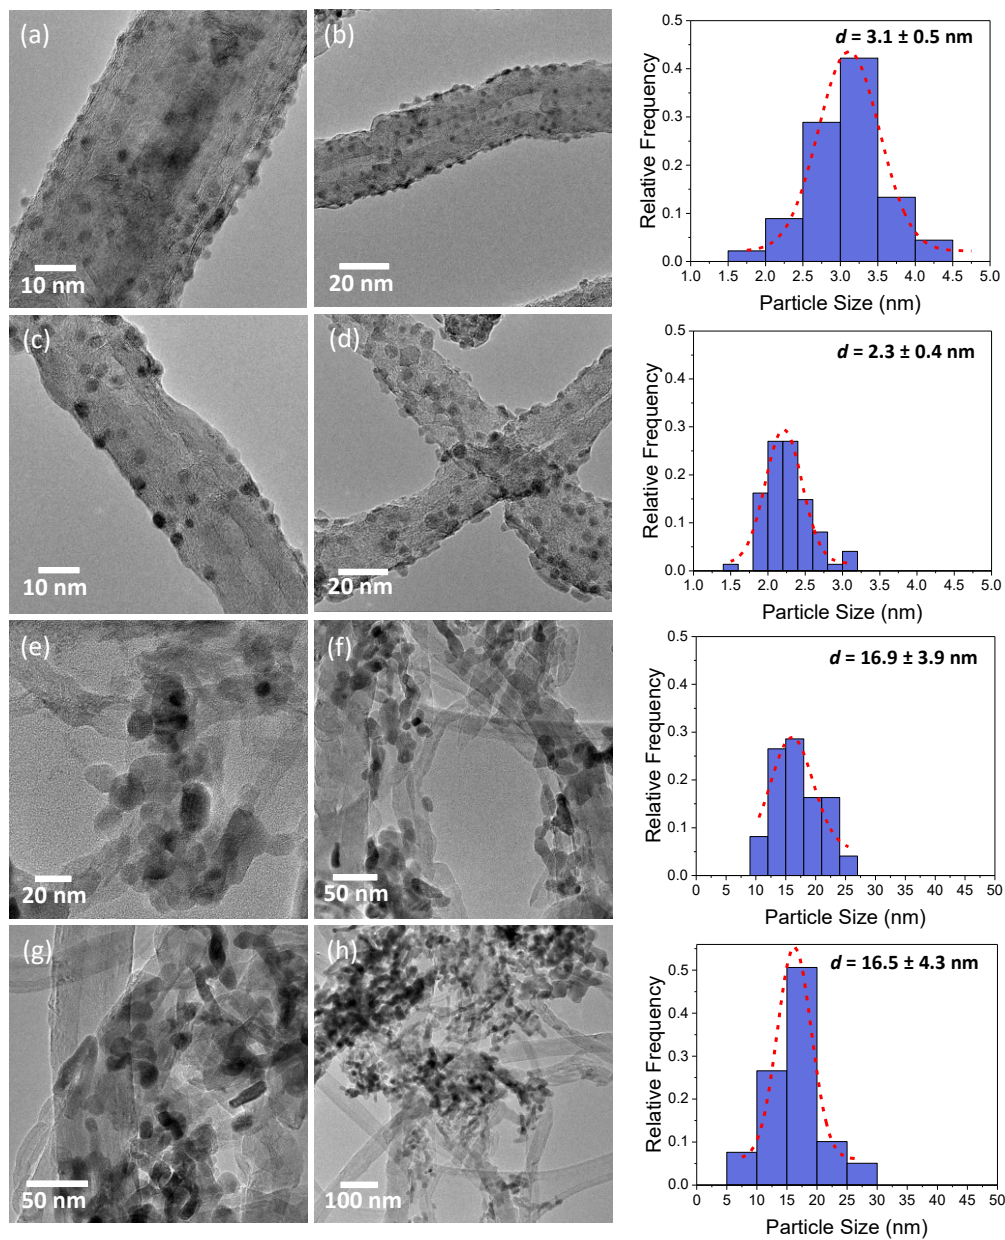 (a)
10 nm
(b)
20 nm
d = 3.1 ± 0.5 nm
0.5
0.4
0.3
0.2
0.1
0.0
Relative Frequency
1.0 1.5 2.0 2.5 3.0 3.5 4.0 4.5 5.0
Particle Size (nm)
(c)
10 nm
(d)
20 nm
d = 2.3 ± 0.4 nm
0.5
0.4
0.3
0.2
0.1
0.0
Relative Frequency
1.0 1.5 2.0 2.5 3.0 3.5 4.0 4.5 5.0
Particle Size (nm)
(e)
20 nm
(f)
50 nm
d = 16.9 ± 3.9 nm
0.5
0.4
0.3
0.2
0.1
0.0
Relative Frequency
0 5 10 15 20 25 30 35 40 45 50
Particle Size (nm)
(g)
50 nm
(h)
100 nm
d = 16.5 ± 4.3 nm
0.5
0.4
0.3
0.2
0.1
0.0
Relative Frequency
0 5 10 15 20 25 30 35 40 45 50
Particle Size (nm)